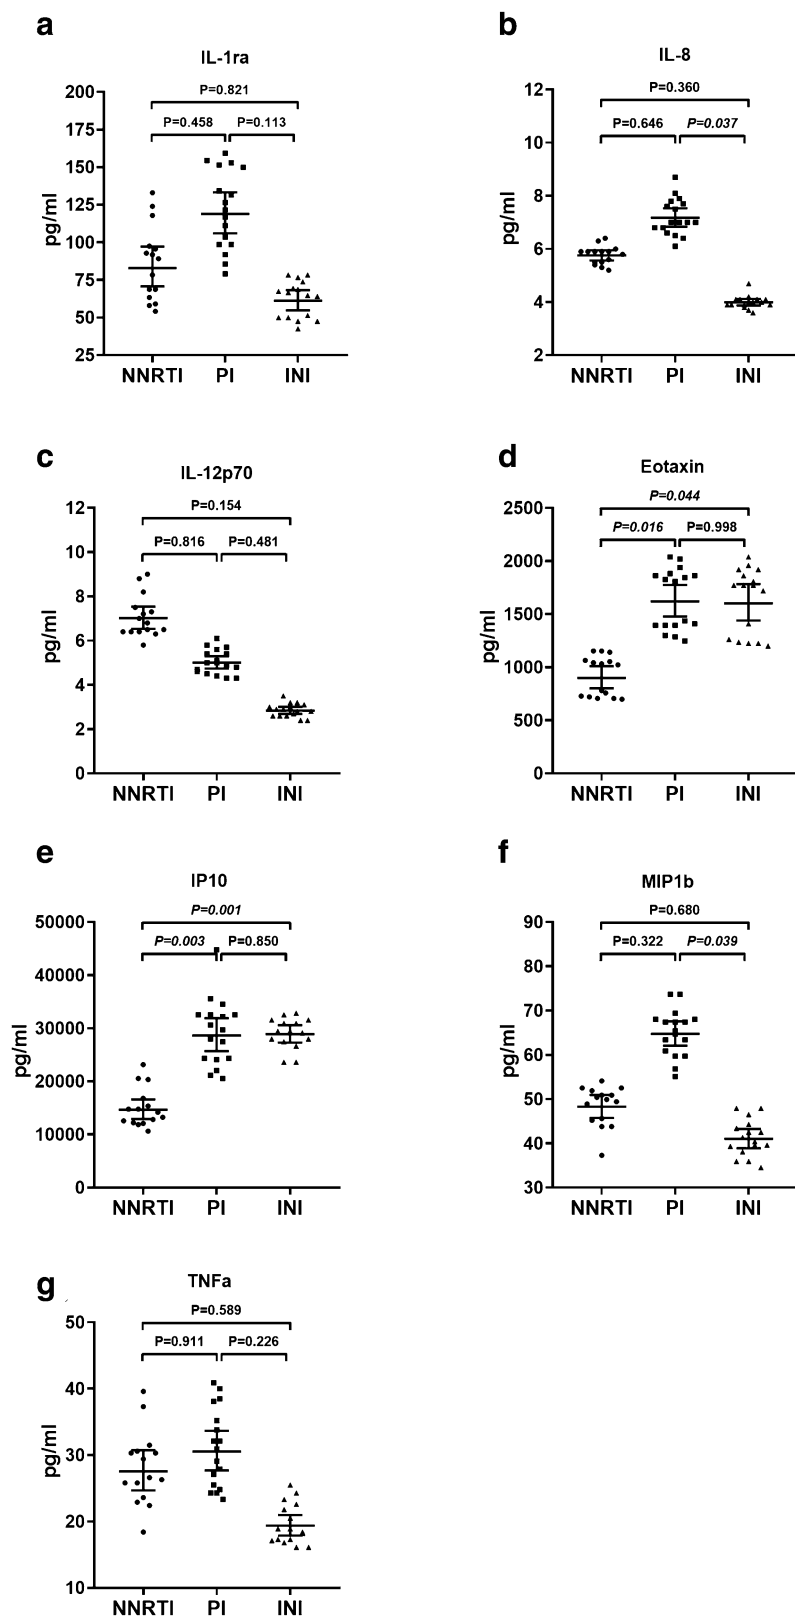 a
IL-1ra
P=0.821
P=0.458 P=0.113
pg/ml
200
175
150
125
100
75
50
25
NNRTI PI INI
b
IL-8
P=0.360
P=0.646 P=0.037
pg/ml
12
10
8
6
4
2
NNRTI PI INI
c
IL-12p70
P=0.154
P=0.816 P=0.481
pg/ml
12
10
8
6
4
2
0
NNRTI PI INI
d
Eotaxin
P=0.044
P=0.016 P=0.998
pg/ml
2500
2000
1500
1000
500
0
NNRTI PI INI
e
IP10
P=0.001
P=0.003 P=0.850
pg/ml
50000
40000
30000
20000
10000
0
NNRTI PI INI
f
MIP1b
P=0.680
P=0.322 P=0.039
pg/ml
90
80
70
60
50
40
30
NNRTI PI INI
g
TNFa
P=0.589
P=0.911 P=0.226
pg/ml
50
40
30
20
10
NNRTI PI INI